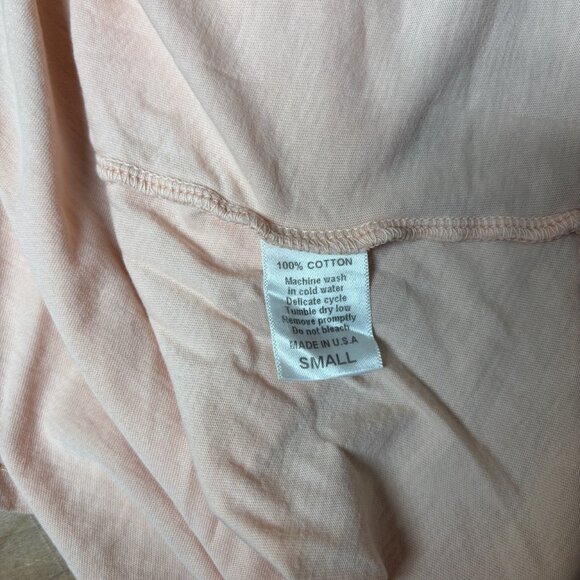 100% COTTON
Machine wash
in cold water
Delicate cycle
Tumble dry low
Remove promptly
Do not bleach
MADE IN U.S.A
SMALL